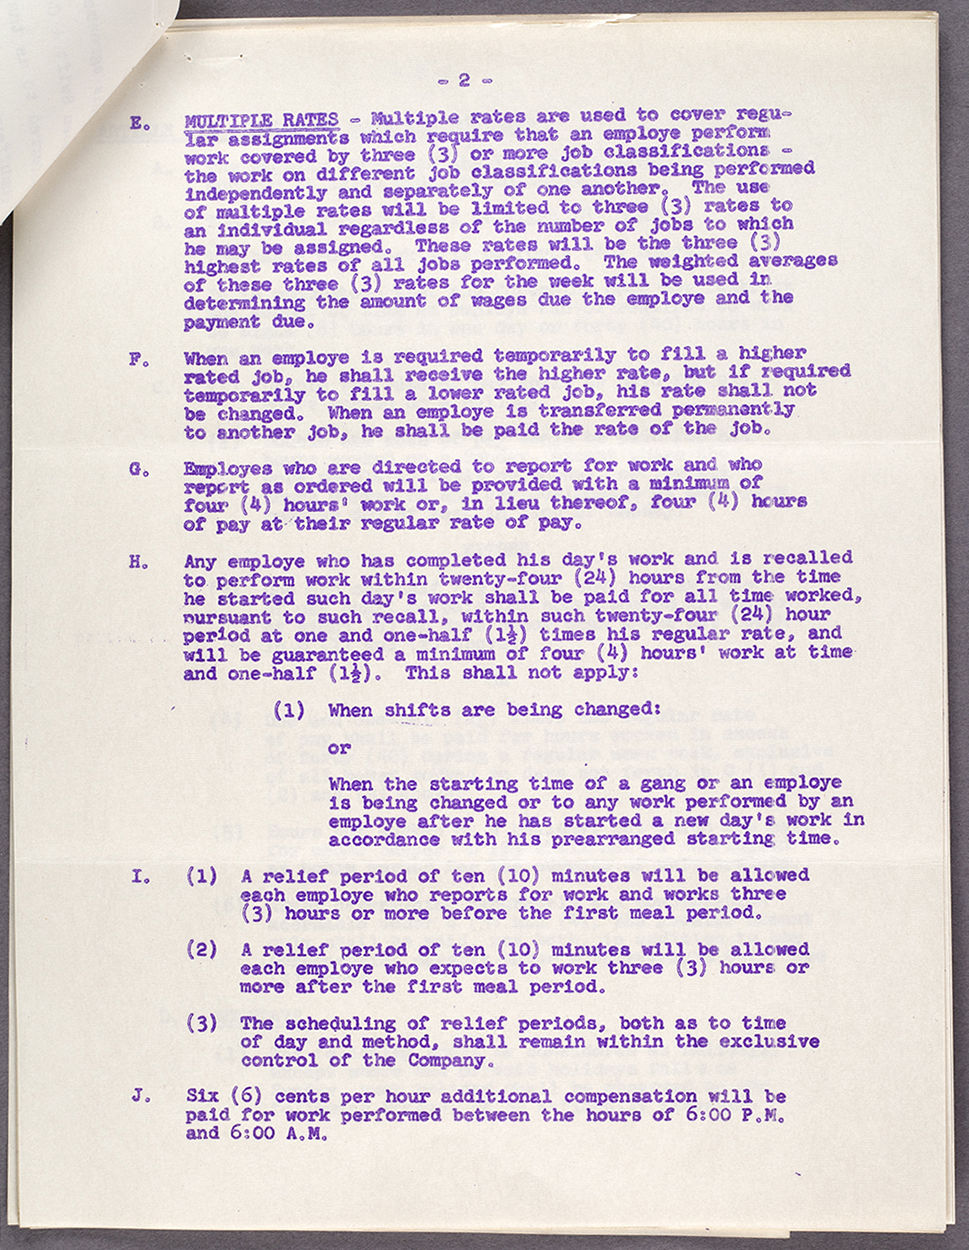 - 2 -
E. MULTIPLE RATES - Multiple rates are used to cover regu-
lar assignments which require that an employe perform
work covered by three (3) or more job classifications -
the work on different job classifications being performed
independently and separately of one another. The use
of multiple rates will be limited to three (3) rates to
an individual regardless of the number of jobs to which
he may be assigned. These rates will be the three (3)
highest rates of all jobs performed. The weighted averages
of these three (3) rates for the week will be used in
determining the amount of wages due the employe and the
payment due.
F. When an employe is required temporarily to fill a higher
rated job, he shall receive the higher rate, but if required
temporarily to fill a lower rated job, his rate shall not
be changed. When an employe is transferred permanently
to another job, he shall be paid the rate of the job.
G. Employes who are directed to report for work and who
report as ordered will be provided with a minimum of
four (4) hours' work or, in lieu thereof, four (4) hours
of pay at their regular rate of pay.
H. Any employe who has completed his day's work and is recalled
to perform work within twenty-four (24) hours from the time
he started such day's work shall be paid for all time worked,
pursuant to such recall, within such twenty-four (24) hour
period at one and one-half (1½) times his regular rate, and
will be guaranteed a minimum of four (4) hours' work at time
and one-half (1½). This shall not apply:
(1) When shifts are being changed:
or
When the starting time of a gang or an employe
is being changed or to any work performed by an
employe after he has started a new day's work in
accordance with his prearranged starting time.
I. (1) A relief period of ten (10) minutes will be allowed
each employe who reports for work and works three
(3) hours or more before the first meal period.
(2) A relief period of ten (10) minutes will be allowed
each employe who expects to work three (3) hours or
more after the first meal period.
(3) The scheduling of relief periods, both as to time
of day and method, shall remain within the exclusive
control of the Company.
J. Six (6) cents per hour additional compensation will be
paid for work performed between the hours of 6:00 P.M.
and 6:00 A.M.